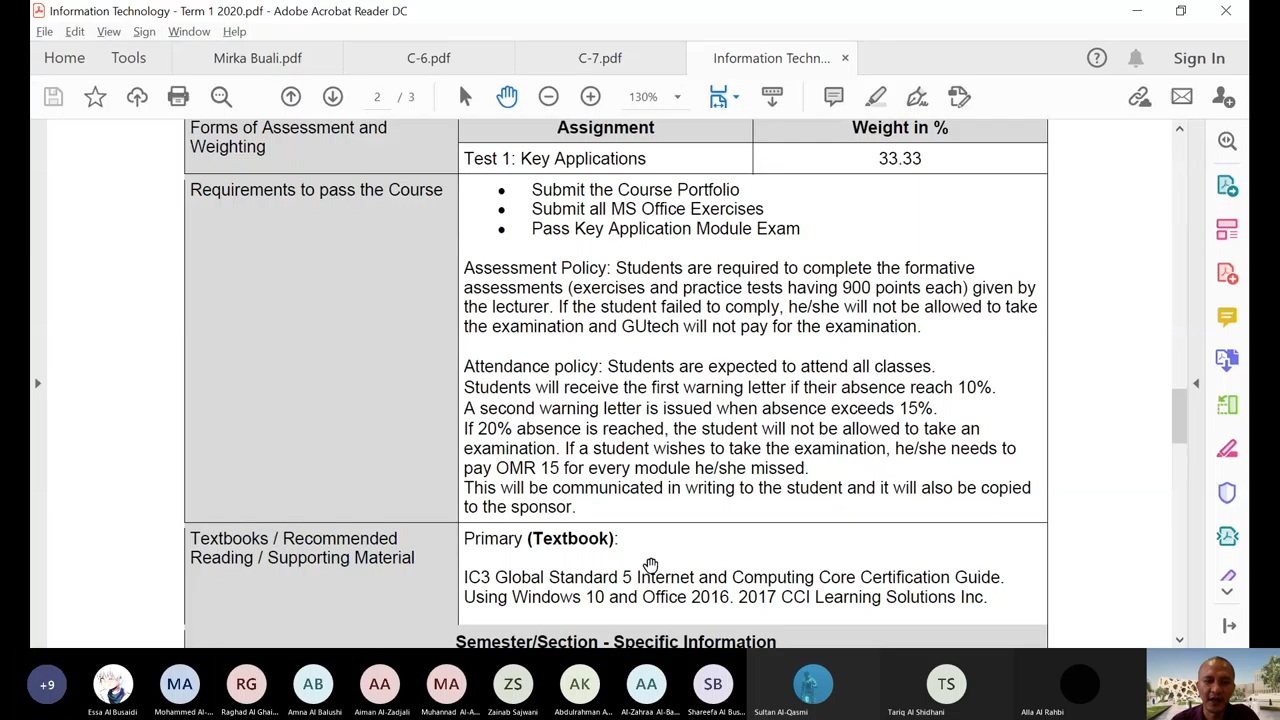 Information Technology - Term 1 2020.pdf - Adobe Acrobat Reader DC
File Edit View Sign Window Help
Home Tools Mirka Buali.pdf C-6.pdf C-7.pdf Information Techn... × Sign In
2 / 3 130%
Forms of Assessment and Weighting
Assignment Weight in %
Test 1: Key Applications 33.33
Requirements to pass the Course
• Submit the Course Portfolio
• Submit all MS Office Exercises
• Pass Key Application Module Exam
Assessment Policy: Students are required to complete the formative
assessments (exercises and practice tests having 900 points each) given by
the lecturer. If the student failed to comply, he/she will not be allowed to take
the examination and GUtech will not pay for the examination.
Attendance policy: Students are expected to attend all classes.
Students will receive the first warning letter if their absence reach 10%.
A second warning letter is issued when absence exceeds 15%.
If 20% absence is reached, the student will not be allowed to take an
examination. If a student wishes to take the examination, he/she needs to
pay OMR 15 for every module he/she missed.
This will be communicated in writing to the student and it will also be copied
to the sponsor.
Textbooks / Recommended
Reading / Supporting Material
Primary (Textbook):
IC3 Global Standard 5 Internet and Computing Core Certification Guide.
Using Windows 10 and Office 2016. 2017 CCI Learning Solutions Inc.
Semester/Section - Specific Information
+9 MA RG AB AA MA ZS AK AA SB TS
Essa Al Busaidi Mohammed Al-... Raghad Al Ghai... Amna Al Balushi Aiman Al-Zadjali Muhannad Al-A... Zainab Sajwani Abdulrahman A... Al-Zahraa Al-Ba... Shareefa Al Bus... Sultan Al-Qasmi Tariq Al Shidhani Alla Al Rahbi